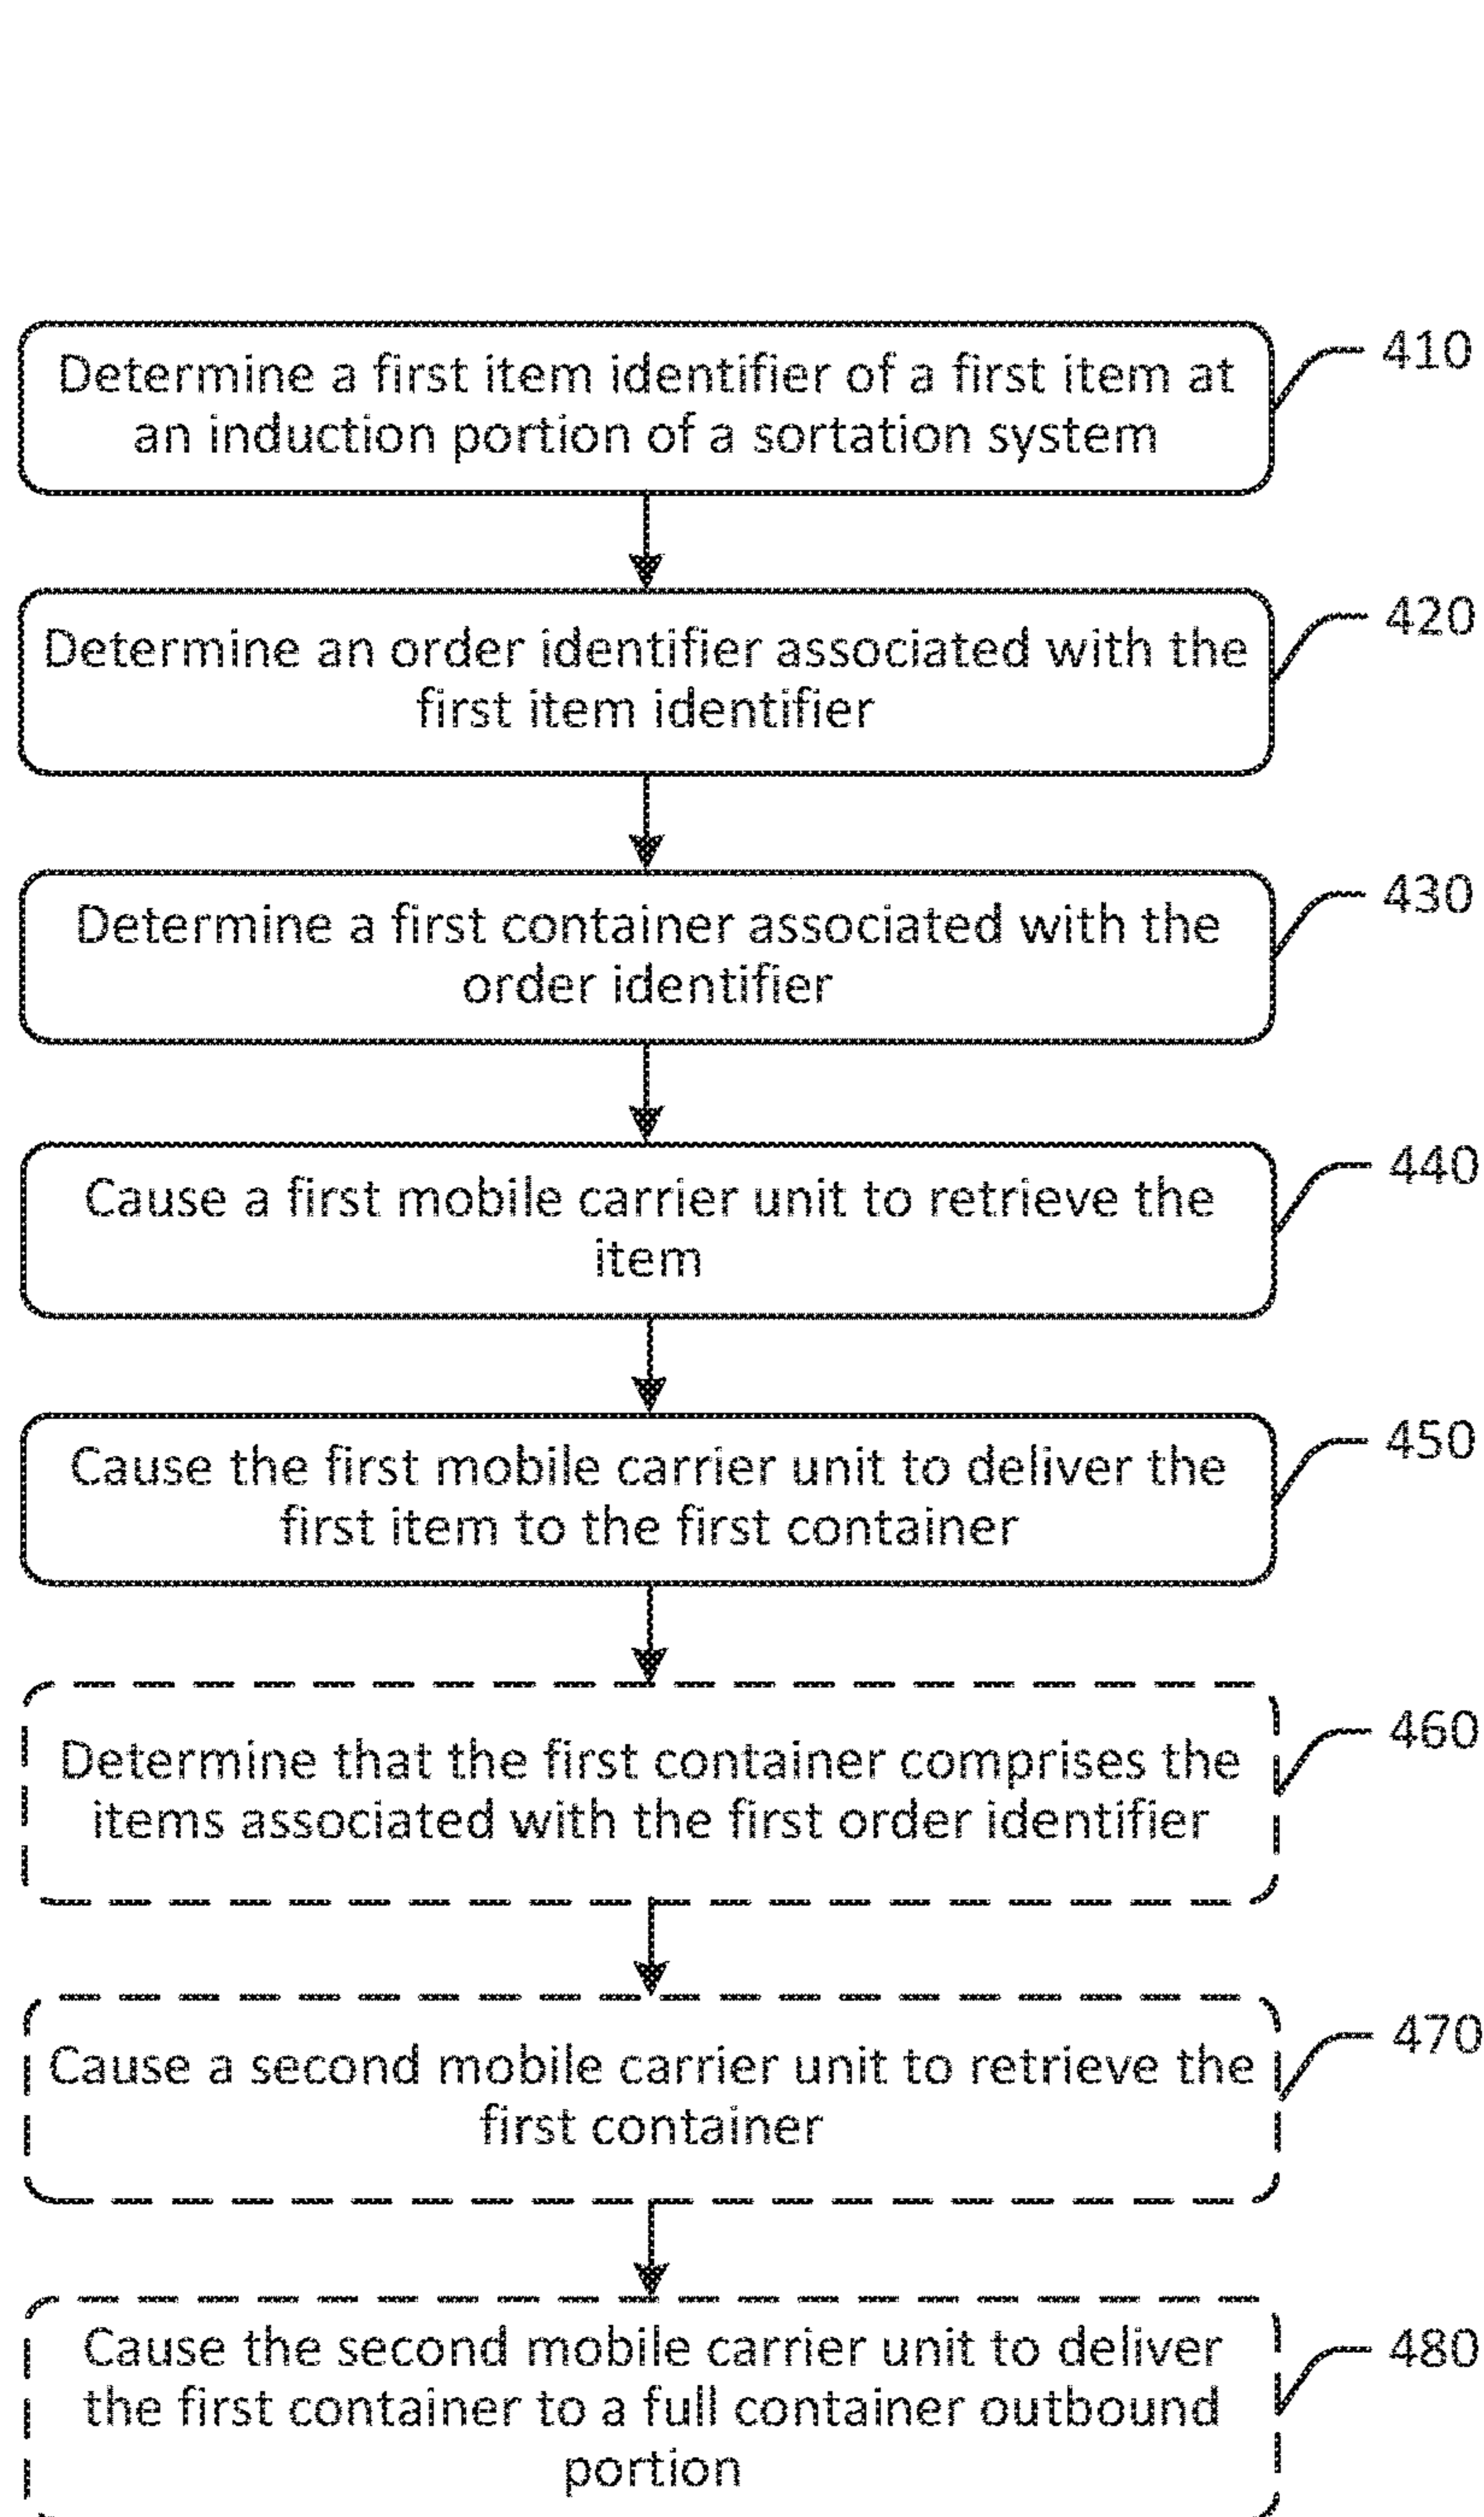 Determine a first item identifier of a first item at
an induction portion of a sortation system
410
Determine an order identifier associated with the
first item identifier
420
Determine a first container associated with the
order identifier
430
Cause a first mobile carrier unit to retrieve the
item
440
Cause the first mobile carrier unit to deliver the
first item to the first container
450
Determine that the first container comprises the
items associated with the first order identifier
460
Cause a second mobile carrier unit to retrieve the
first container
470
Cause the second mobile carrier unit to deliver
the first container to a full container outbound
portion
480